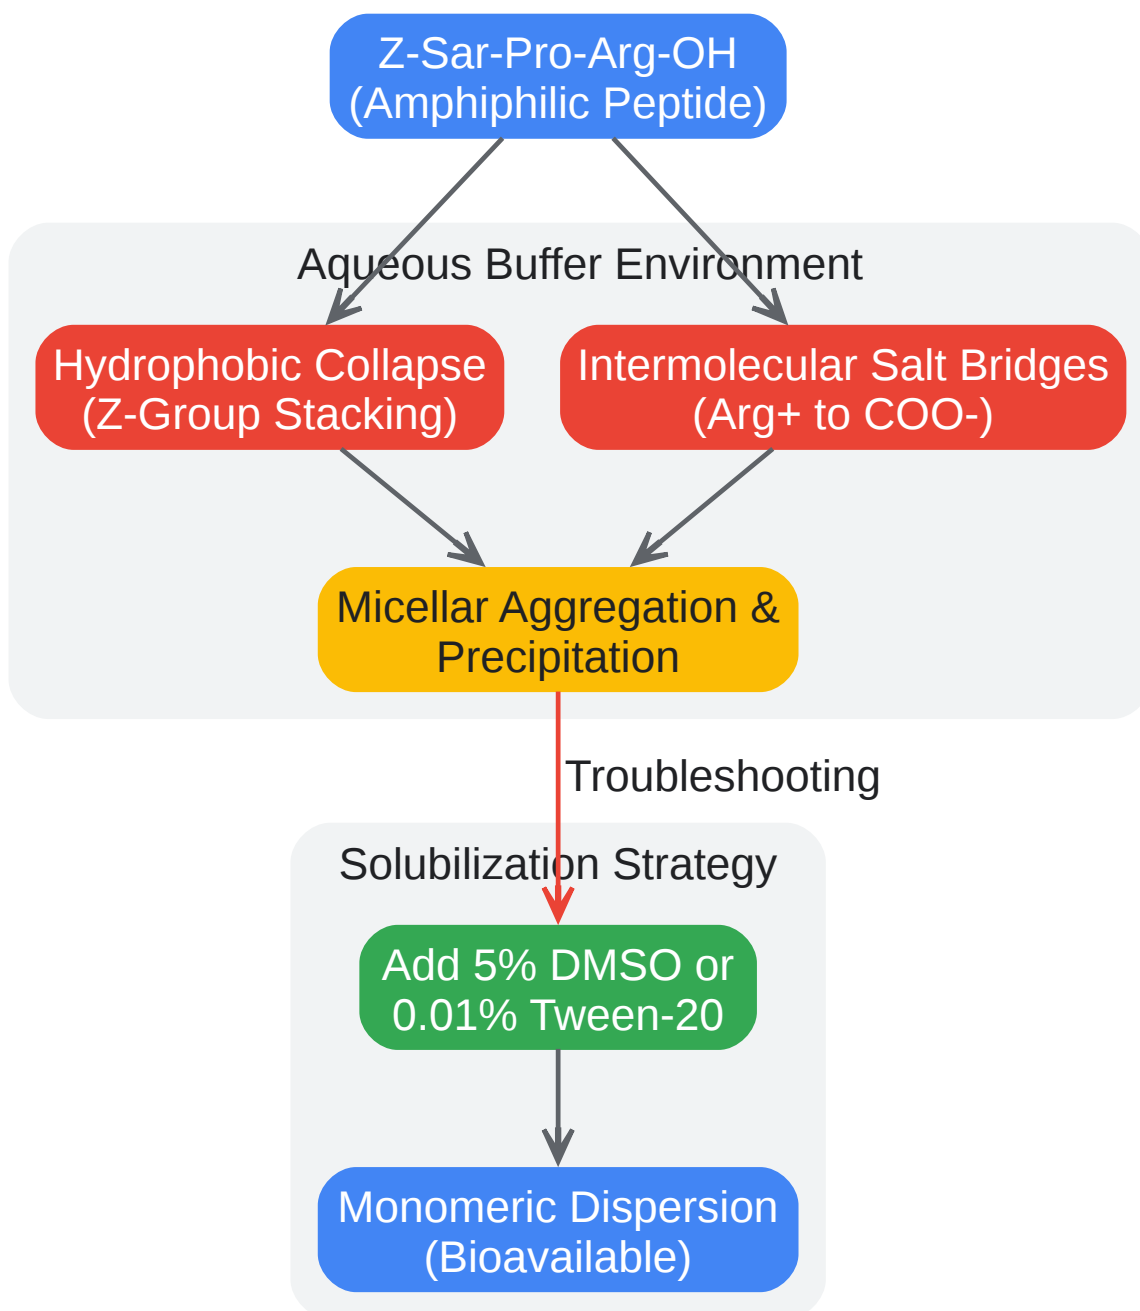 Z-Sar-Pro-Arg-OH
(Amphiphilic Peptide)
Aqueous Buffer Environment
Hydrophobic Collapse
(Z-Group Stacking)
Intermolecular Salt Bridges
(Arg+ to COO-)
Micellar Aggregation &
Precipitation
Troubleshooting
Solubilization Strategy
Add 5% DMSO or
0.01% Tween-20
Monomeric Dispersion
(Bioavailable)